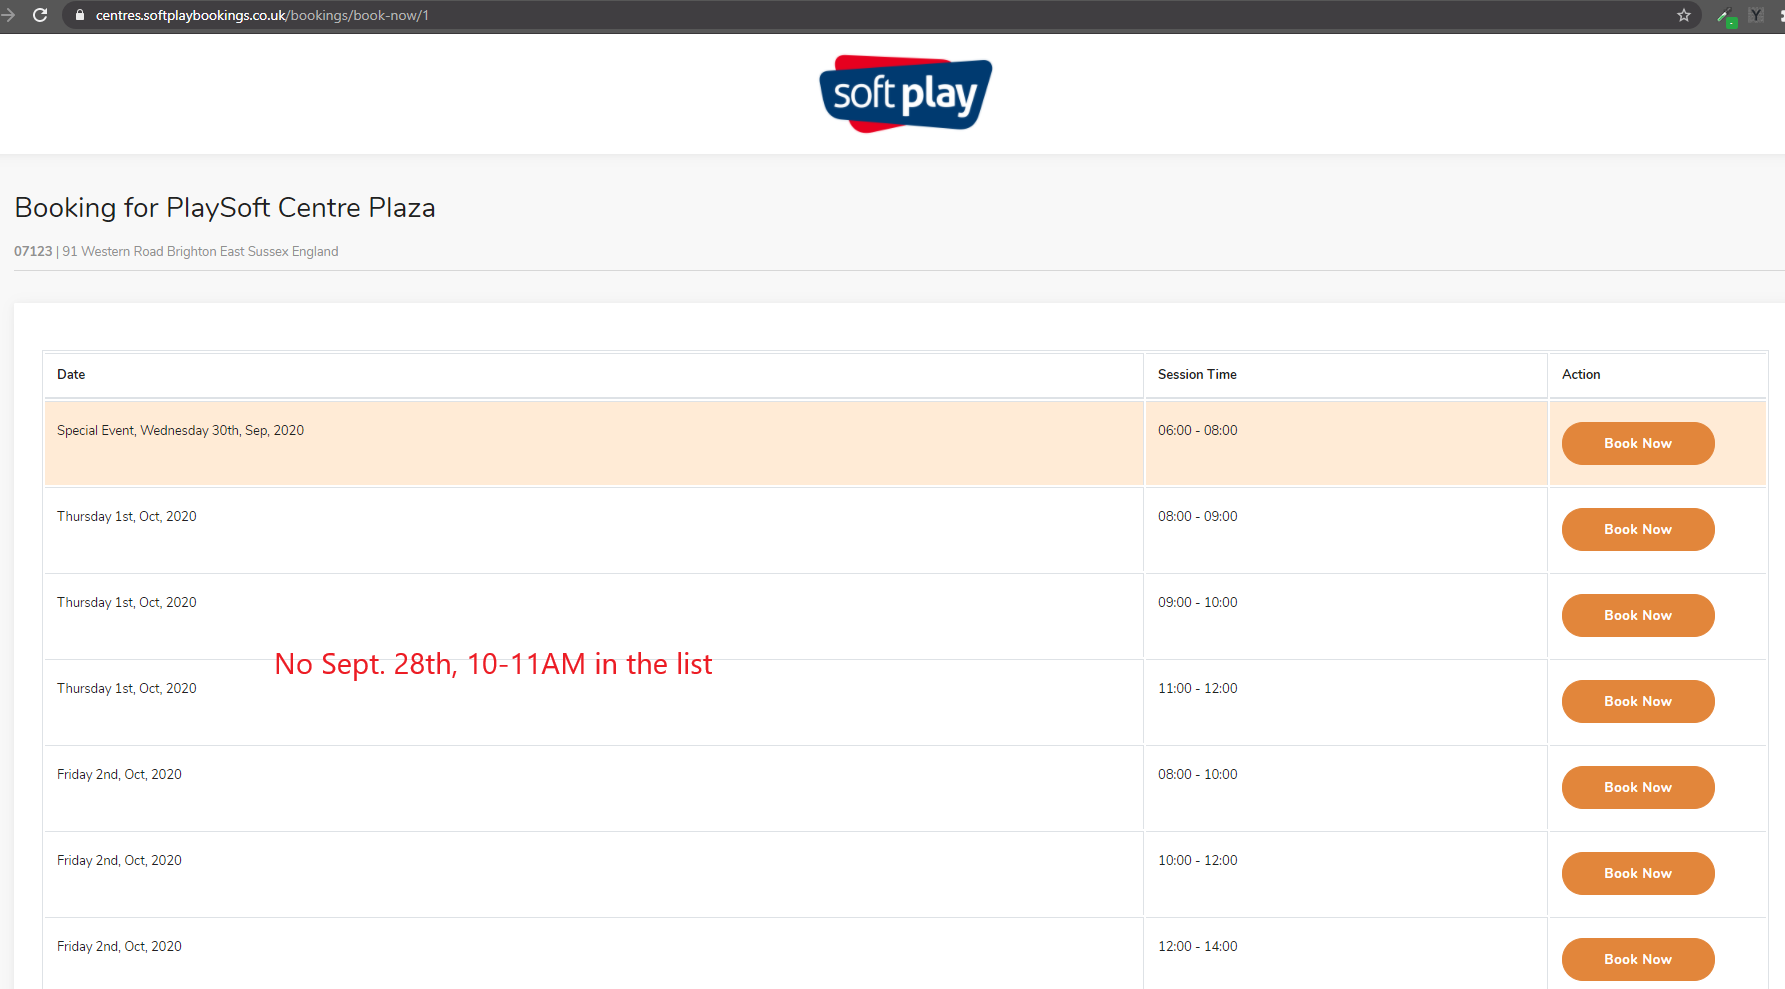 centres.softplaybookings.co.uk/bookings/book-now/1
soft play
Booking for PlaySoft Centre Plaza
07123 | 91 Western Road Brighton East Sussex England
Date Session Time Action
Special Event, Wednesday 30th, Sep, 2020 06:00 - 08:00 Book Now
Thursday 1st, Oct, 2020 08:00 - 09:00 Book Now
Thursday 1st, Oct, 2020 09:00 - 10:00 Book Now
No Sept. 28th, 10-11AM in the list
Thursday 1st, Oct, 2020 11:00 - 12:00 Book Now
Friday 2nd, Oct, 2020 08:00 - 10:00 Book Now
Friday 2nd, Oct, 2020 10:00 - 12:00 Book Now
Friday 2nd, Oct, 2020 12:00 - 14:00 Book Now